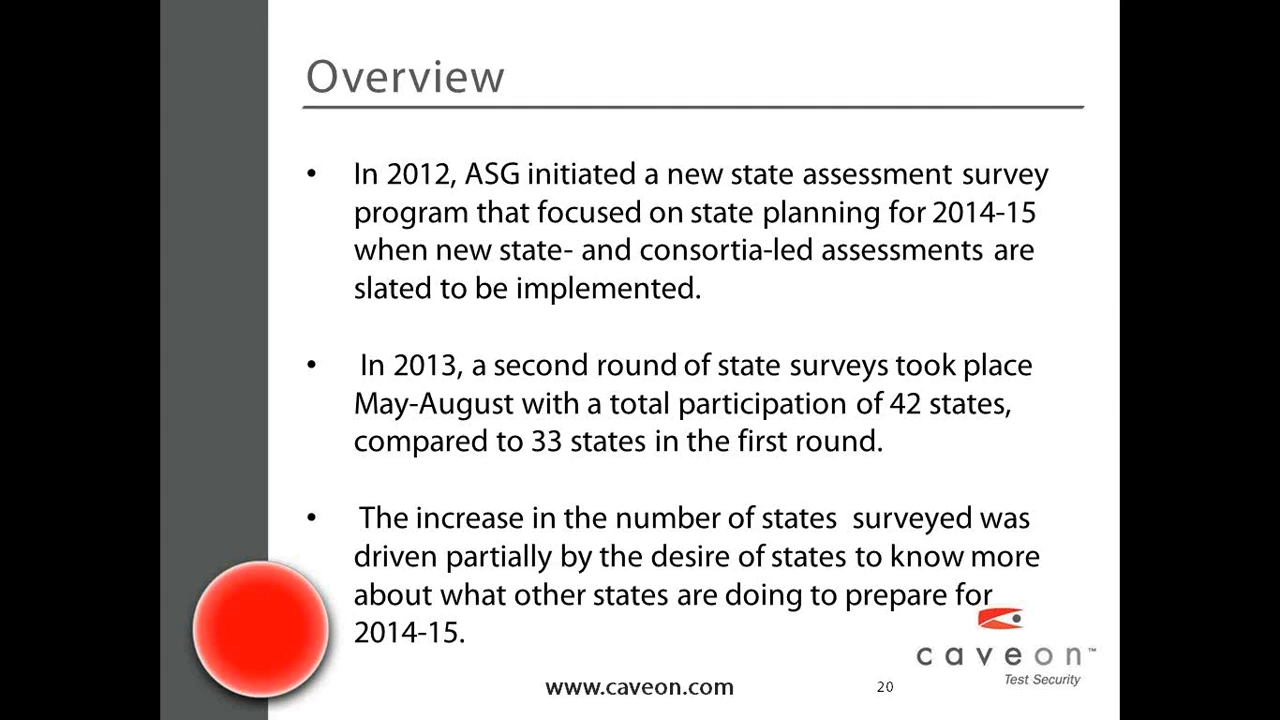 Overview
• In 2012, ASG initiated a new state assessment survey
program that focused on state planning for 2014-15
when new state- and consortia-led assessments are
slated to be implemented.
• In 2013, a second round of state surveys took place
May-August with a total participation of 42 states,
compared to 33 states in the first round.
• The increase in the number of states surveyed was
driven partially by the desire of states to know more
about what other states are doing to prepare for
2014-15.
caveon™
Test Security
www.caveon.com
20